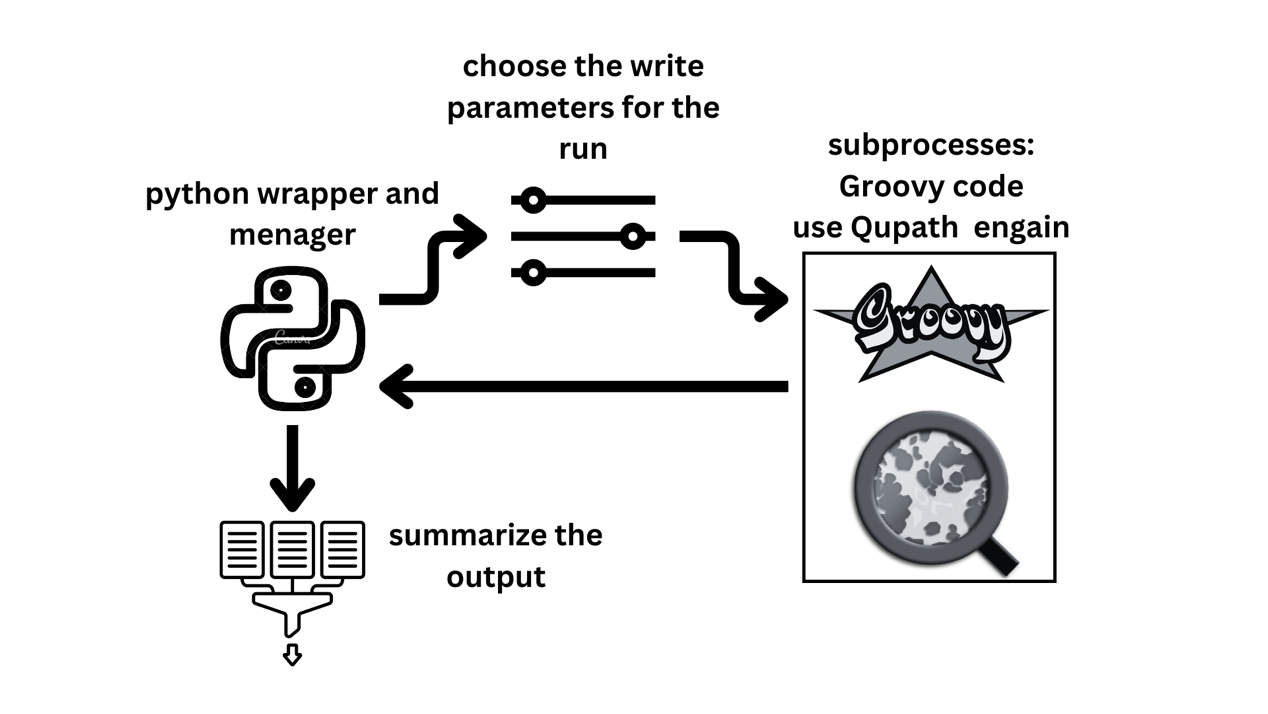 choose the write
parameters for the
run
subprocesses:
Groovy code
use Qupath  engain
python wrapper and
menager
Groovy
Canva
summarize the
output